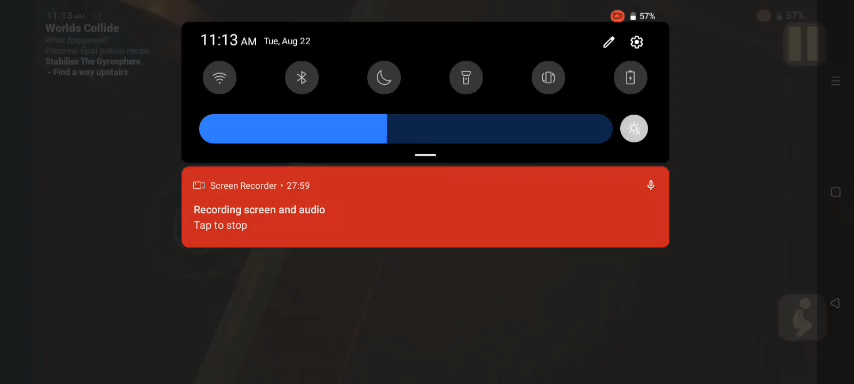 57%
57%
11:13 AM
Worlds Collide
What happened?
Discover final potion recipe
Stabilise The Gyrosphere
- Find a way upstairs
11:13 AM Tue, Aug 22
Screen Recorder • 27:59
Recording screen and audio
Tap to stop